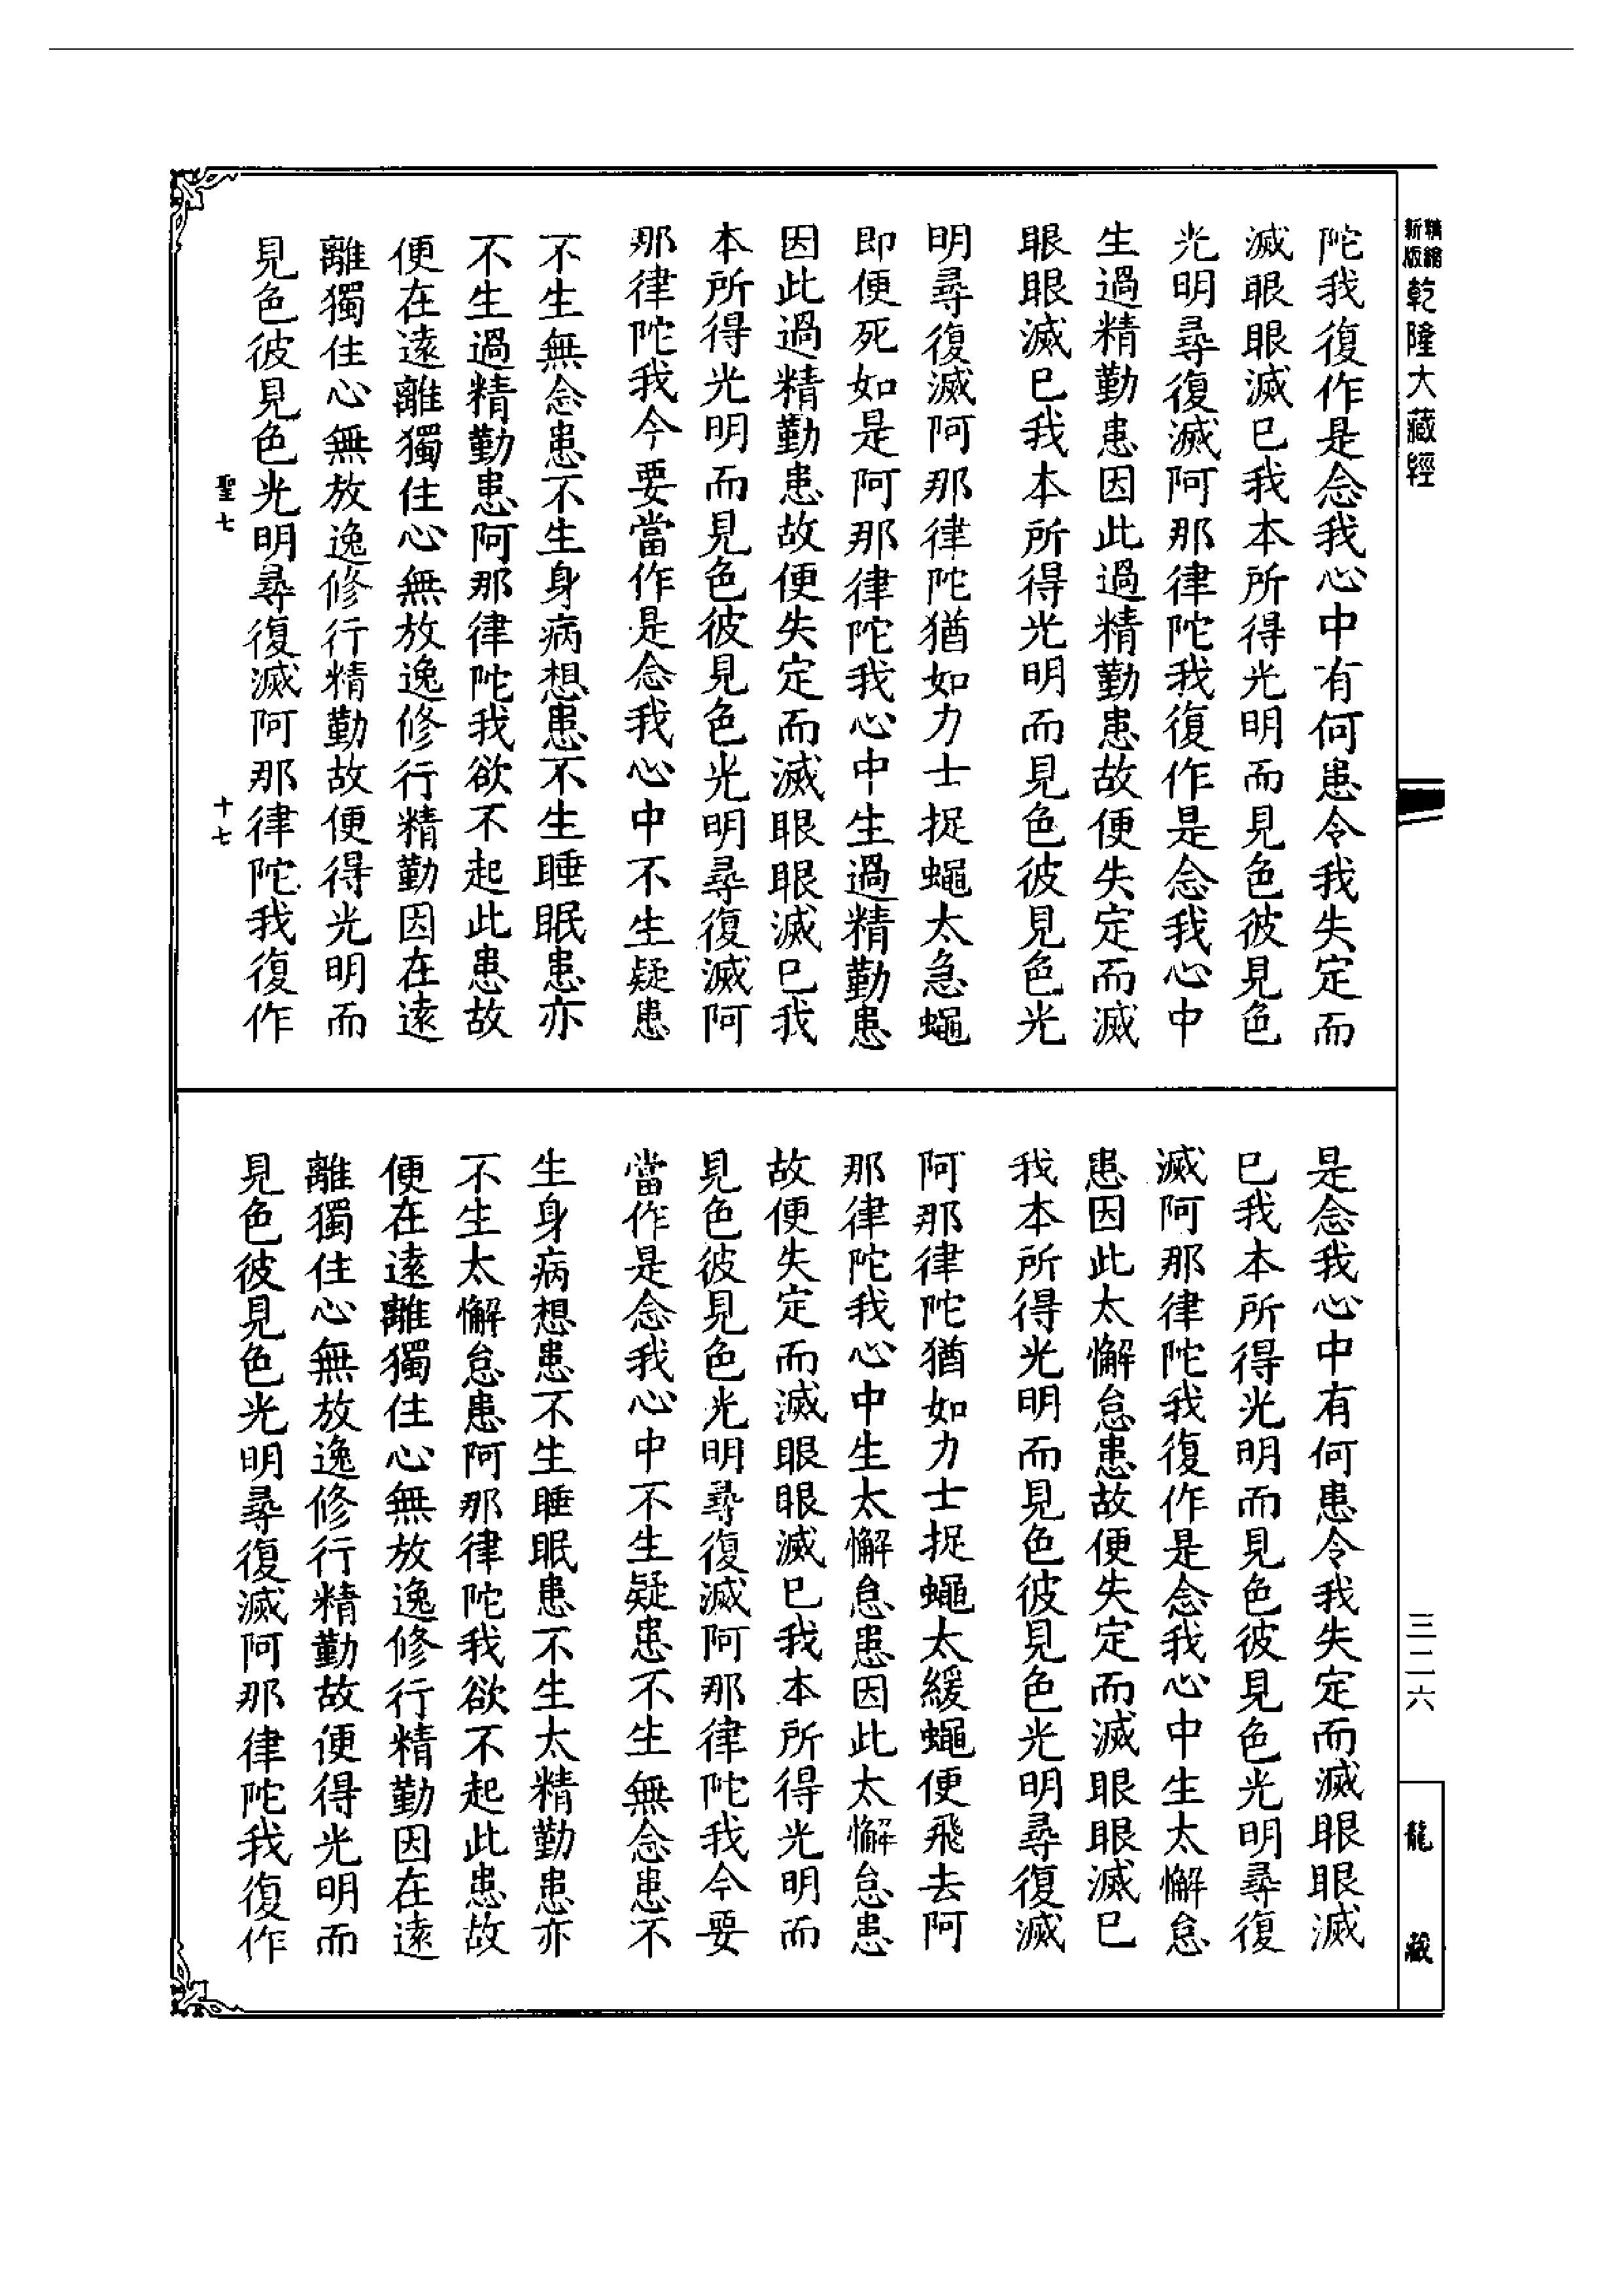 精縮新版乾隆大藏經
三二六
龍藏
陀我復作是念我心中有何患令我失定而
滅眼眼滅已我本所得光明而見色彼見色
光明尋復滅阿那律陀我復作是念我心中
生過精勤患因此過精勤患故便失定而滅
眼眼滅已我本所得光明而見色彼見色光
明尋復滅阿那律陀猶如力士捉蠅太急蠅
即便死如是阿那律陀我心中生過精勤患
因此過精勤患故便失定而滅眼眼滅已我
本所得光明而見色彼見色光明尋復滅阿
那律陀我今要當作是念我心中不生疑患
不生無念患不生身病想患不生睡眠患亦
不生過精勤患阿那律陀我欲不起此患故
便在遠離獨住心無放逸修行精勤因在遠
離獨住心無放逸修行精勤故便得光明而
見色彼見色光明尋復滅阿那律陀我復作
聖七
十七
是念我心中有何患令我失定而滅眼眼滅
已我本所得光明而見色彼見色光明尋復
滅阿那律陀我復作是念我心中生太懈怠
患因此太懈怠患故便失定而滅眼眼滅已
我本所得光明而見色彼見色光明尋復滅
阿那律陀猶如力士捉蠅太緩蠅便飛去阿
那律陀我心中生太懈怠患因此太懈怠患
故便失定而滅眼眼滅已我本所得光明而
見色彼見色光明尋復滅阿那律陀我今要
當作是念我心中不生疑患不生無念患不
生身病想患不生睡眠患不生太精勤患亦
不生太懈怠患阿那律陀我欲不起此患故
便在遠離獨住心無放逸修行精勤因在遠
離獨住心無放逸修行精勤故便得光明而
見色彼見色光明尋復滅阿那律陀我復作